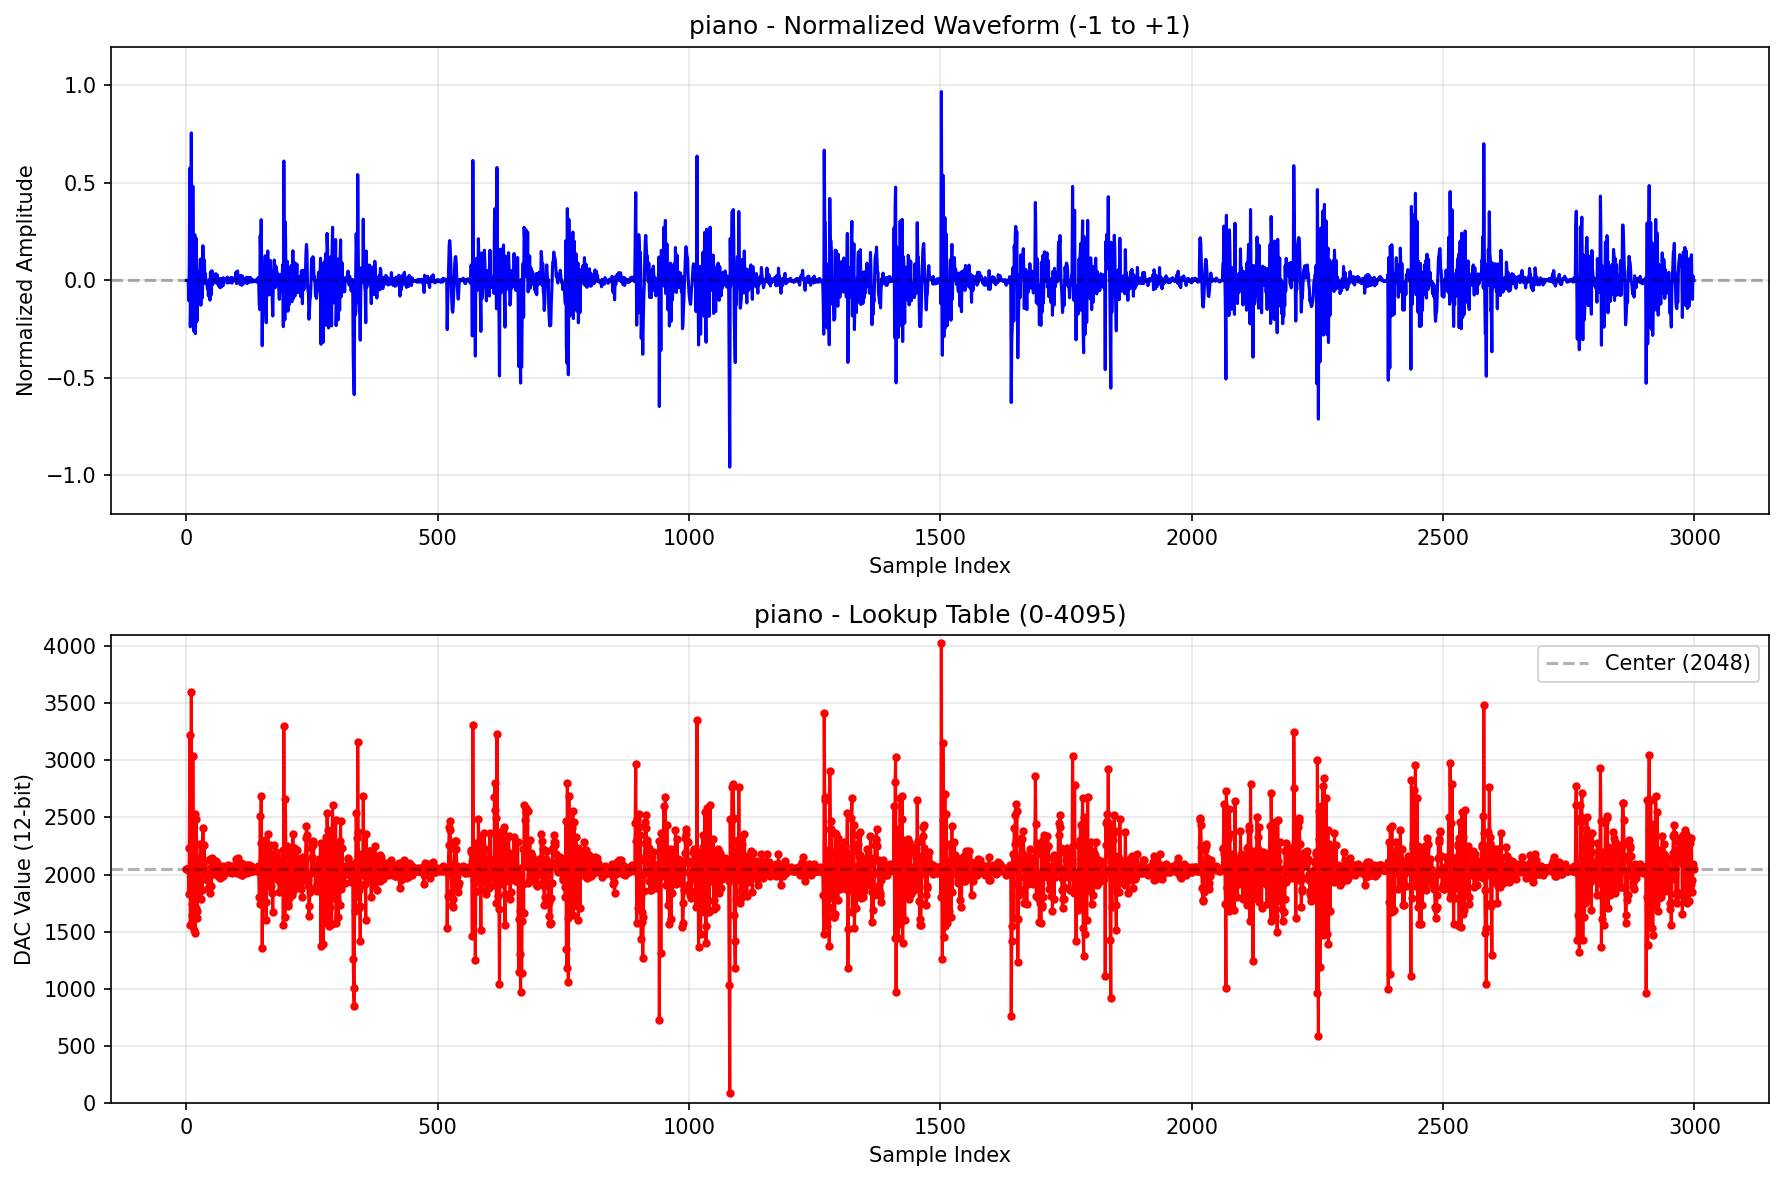 piano - Normalized Waveform (-1 to +1)
1.0
0.5
0.0
−0.5
−1.0
Normalized Amplitude
0 500 1000 1500 2000 2500 3000
Sample Index
piano - Lookup Table (0-4095)
Center (2048)
4000
3500
3000
2500
2000
1500
1000
500
0
DAC Value (12-bit)
0 500 1000 1500 2000 2500 3000
Sample Index